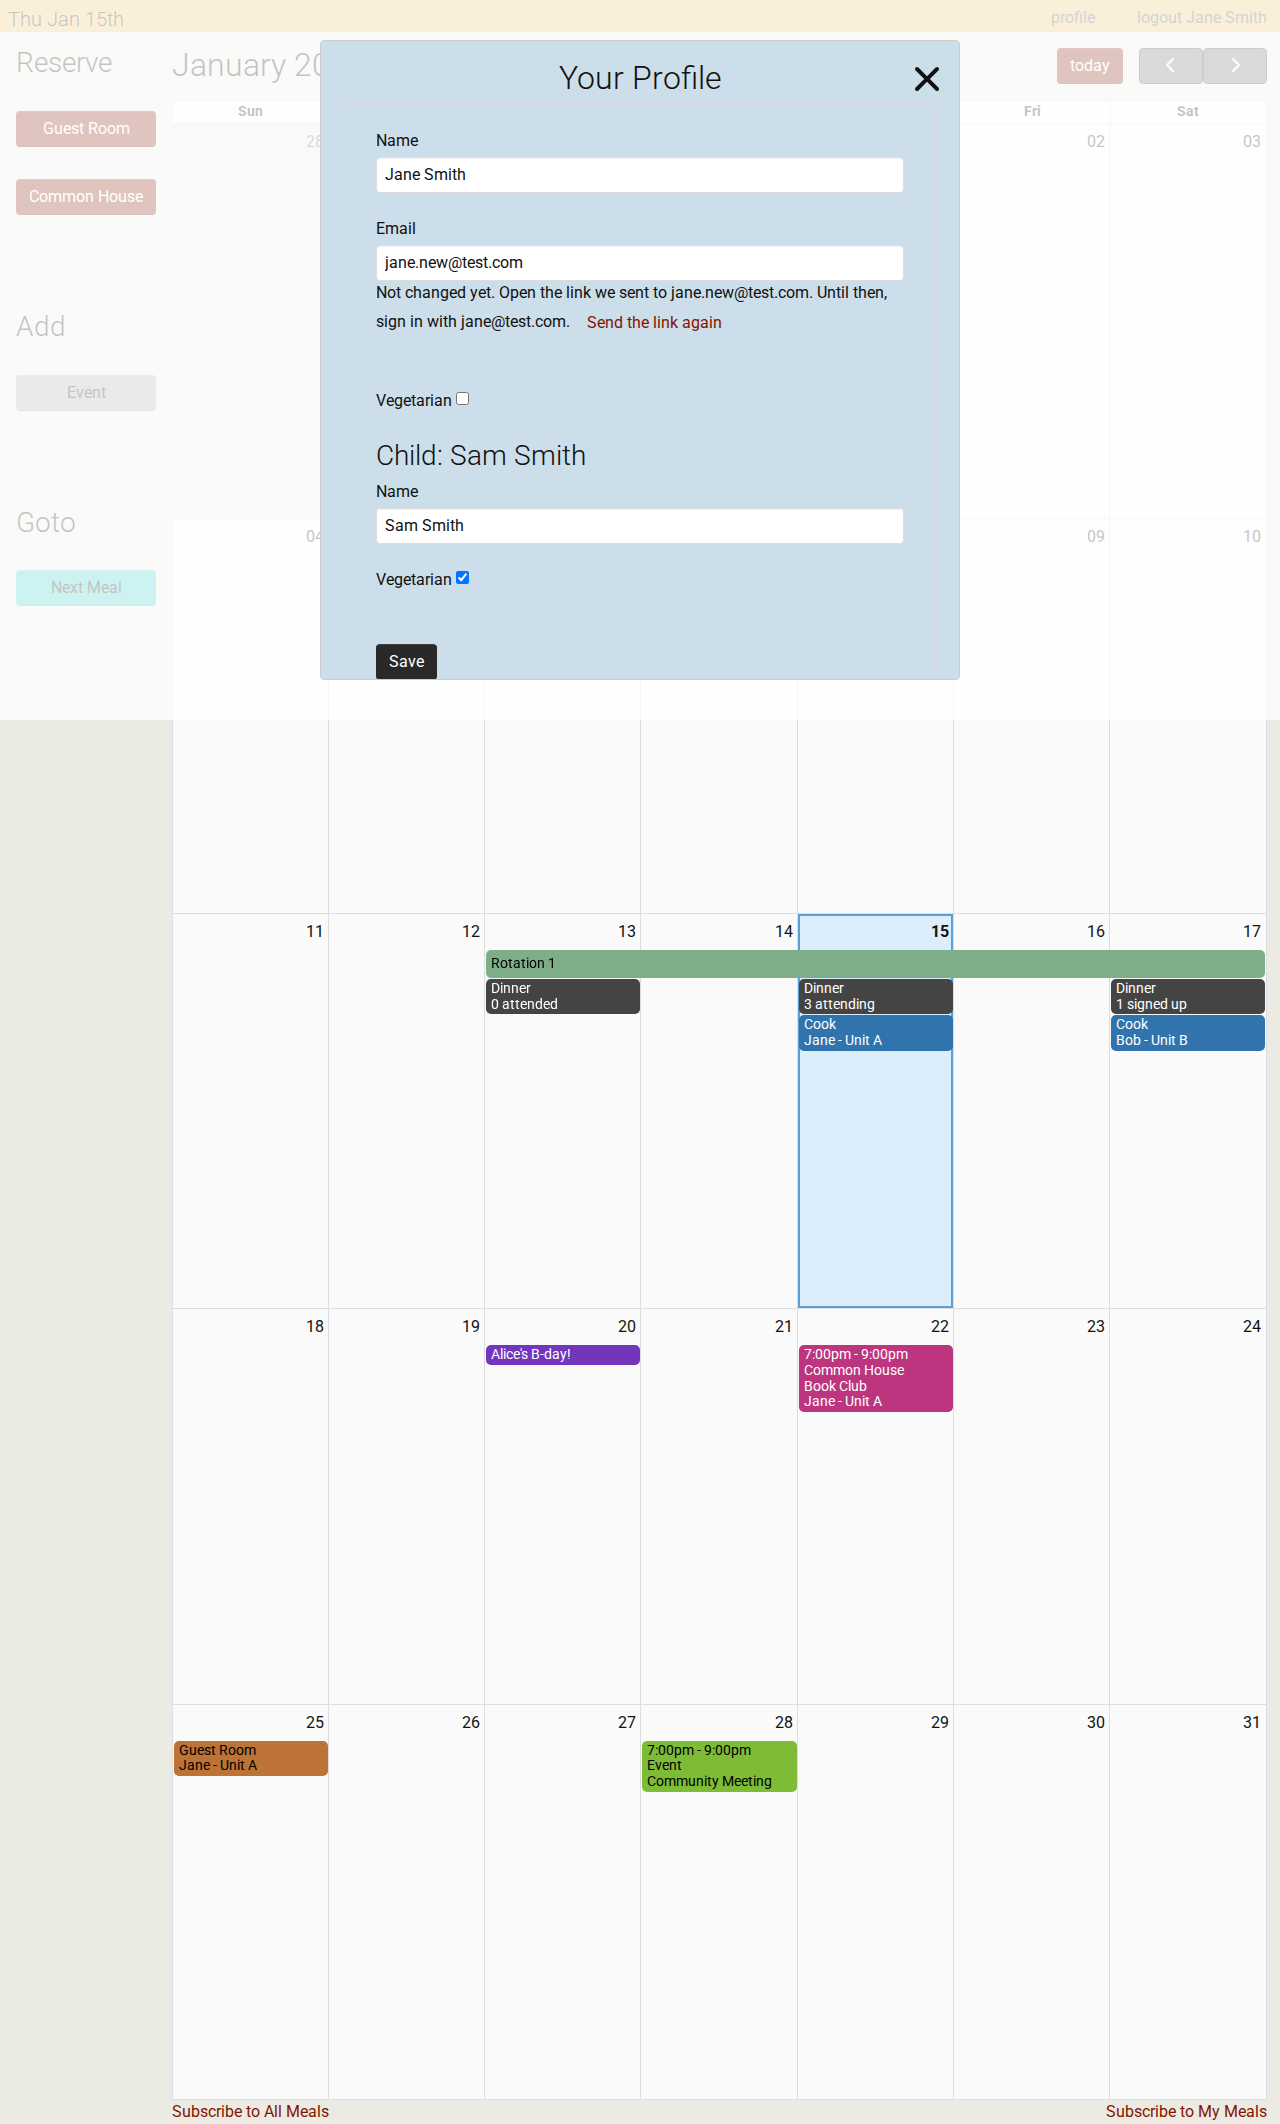 Thu Jan 15th
profile
logout Jane Smith
Reserve
Guest Room
Common House
Add
Event
Goto
Next Meal
January 20
today
Your Profile
Name
Jane Smith
Email
jane.new@test.com
Not changed yet. Open the link we sent to jane.new@test.com. Until then,
sign in with jane@test.com. Send the link again
Vegetarian
Child: Sam Smith
Name
Sam Smith
Vegetarian
Save
Sun
Fri
Sat
28
02
03
04
09
10
11
12
13
14
15
16
17
Rotation 1
Dinner
0 attended
Dinner
3 attending
Cook
Jane - Unit A
Dinner
1 signed up
Cook
Bob - Unit B
18
19
20
21
22
23
24
Alice's B-day!
7:00pm - 9:00pm
Common House
Book Club
Jane - Unit A
25
26
27
28
29
30
31
Guest Room
Jane - Unit A
7:00pm - 9:00pm
Event
Community Meeting
Subscribe to All Meals
Subscribe to My Meals